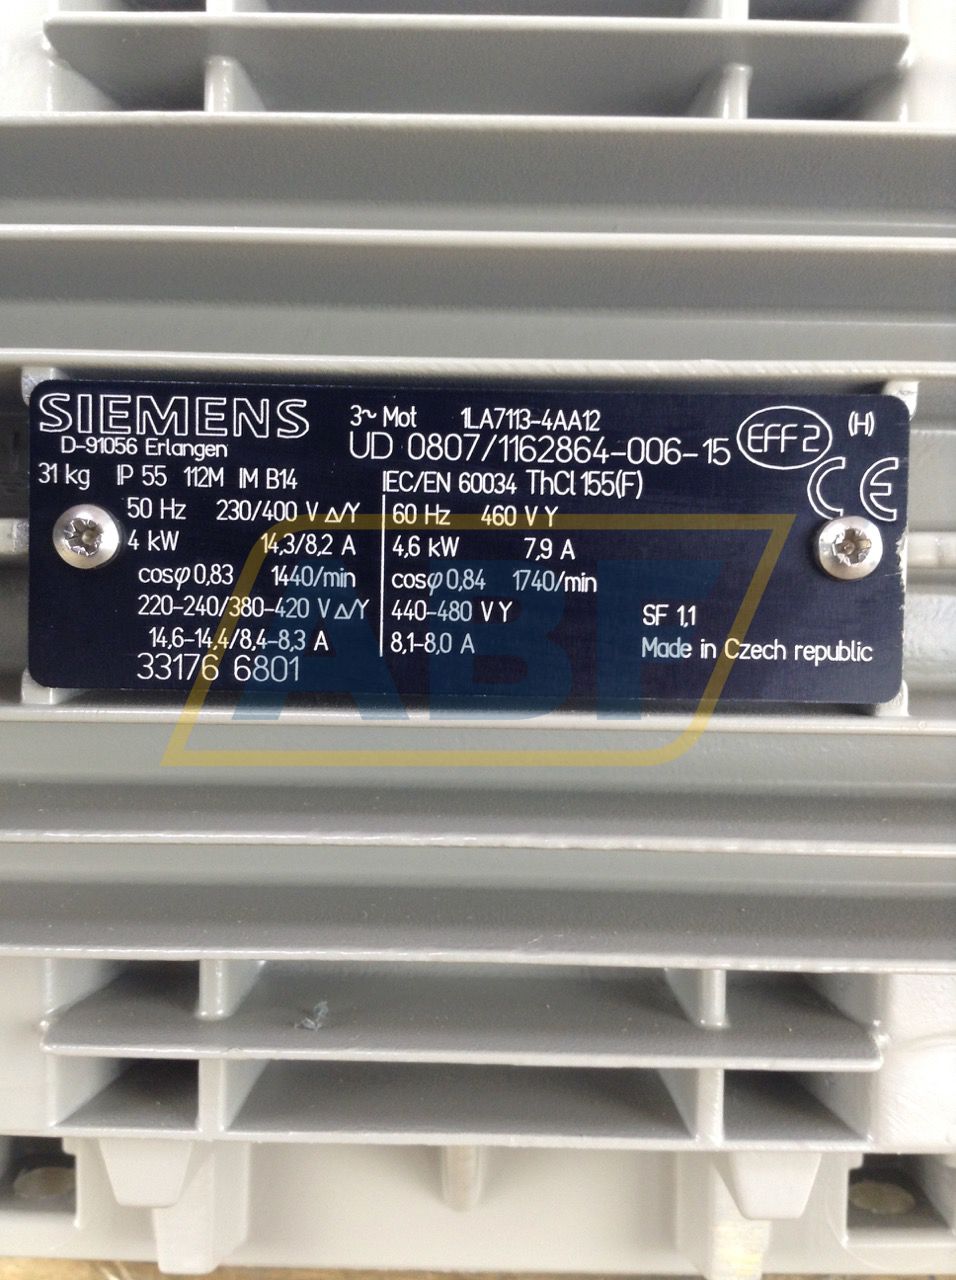 SIEMENS
D-91056 Erlangen
3~ Mot 1LA7113-4AA12
UD 0807/1162864-006-15
EFF2
(H)
31 kg IP 55 112M IM B14
IEC/EN 60034 ThCl 155(F)
CE
50 Hz 230/400 V Δ/Y
4 kW 14,3/8,2 A
cosφ 0,83 1440/min
220-240/380-420 V Δ/Y
14,6-14,4/8,4-8,3 A
33176 6801
60 Hz 460 V Y
4,6 kW 7,9 A
cosφ 0,84 1740/min
440-480 V Y
8,1-8,0 A
SF 1,1
Made in Czech republic
ABF